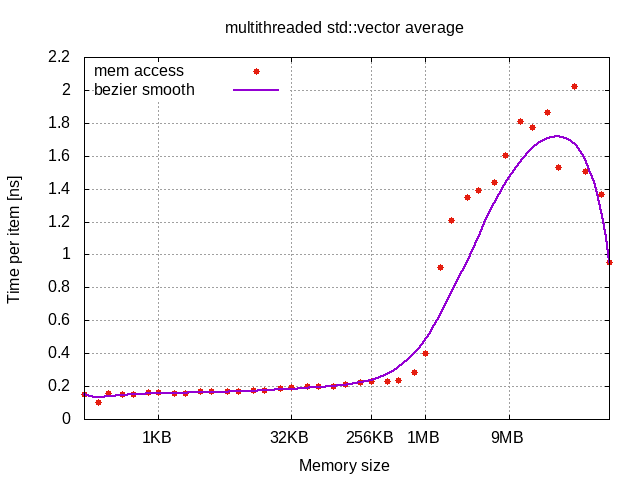 multithreaded std::vector average
2.2
mem access
2
bezier smooth
1.8
1.6
1.4
1.2
1
0.8
0.6
0.4
0.2
0
Time per item [ns]
1KB 32KB 256KB 1MB 9MB
Memory size